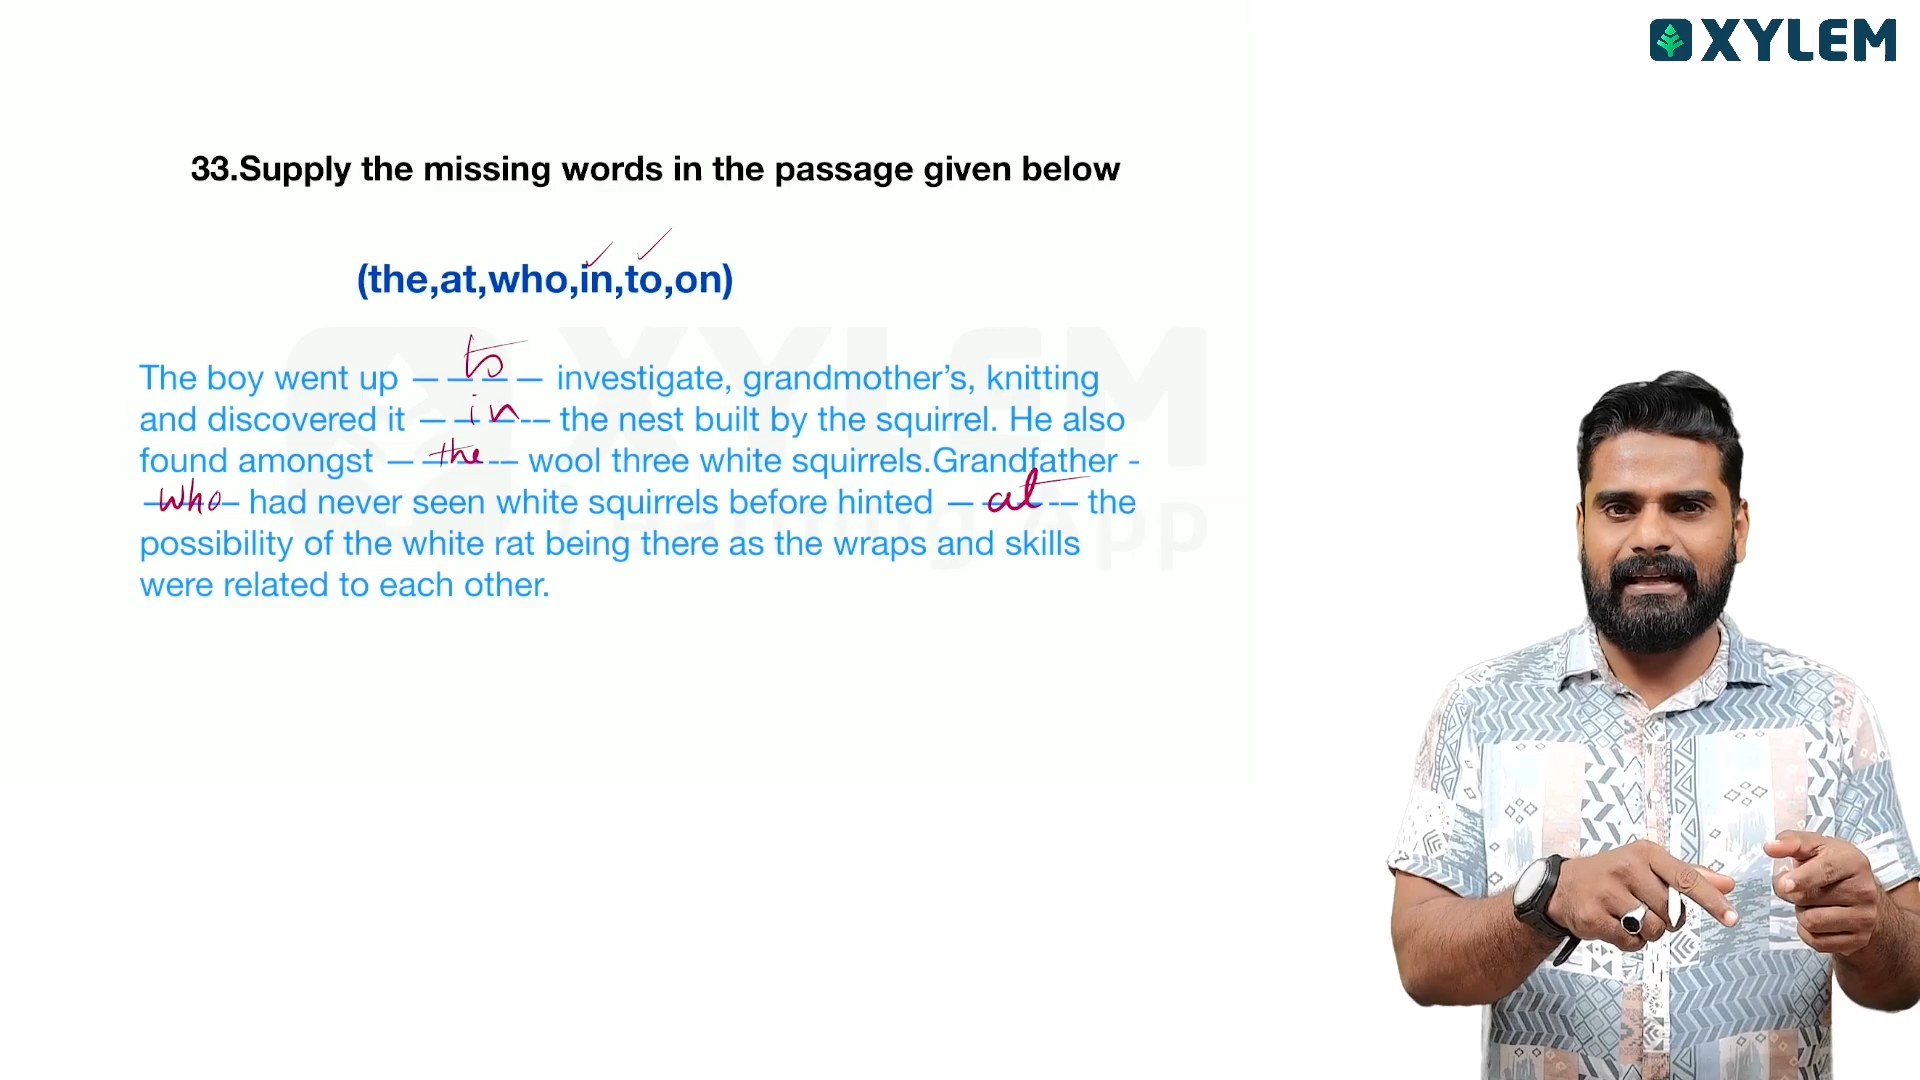 XYLEM
33.Supply the missing words in the passage given below
(the,at,who,in,to,on)
The boy went up — to — investigate, grandmother's, knitting
and discovered it — in --- the nest built by the squirrel. He also
found amongst — the --- wool three white squirrels.Grandfather -
—who— had never seen white squirrels before hinted — at --- the
possibility of the white rat being there as the wraps and skills
were related to each other.
XYLEM
Learning App